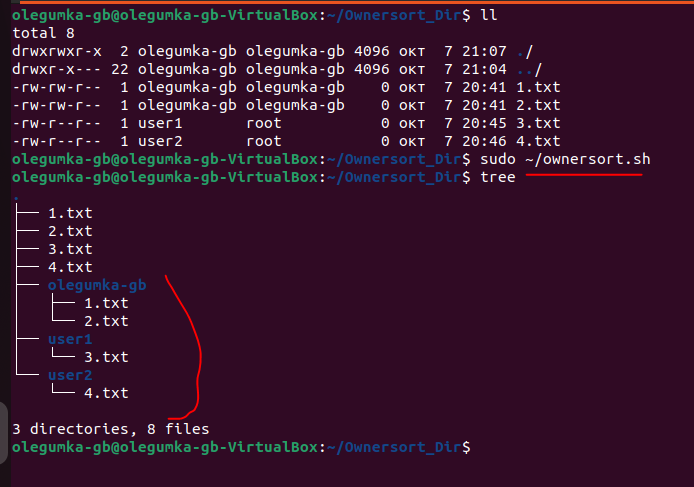 olegumka-gb@olegumka-gb-VirtualBox:~/Ownersort_Dir$ ll
total 8
drwxrwxr-x  2 olegumka-gb olegumka-gb 4096 окт  7 21:07 ./
drwxr-x--- 22 olegumka-gb olegumka-gb 4096 окт  7 21:04 ../
-rw-rw-r--  1 olegumka-gb olegumka-gb    0 окт  7 20:41 1.txt
-rw-rw-r--  1 olegumka-gb olegumka-gb    0 окт  7 20:41 2.txt
-rw-r--r--  1 user1       root           0 окт  7 20:45 3.txt
-rw-r--r--  1 user2       root           0 окт  7 20:46 4.txt
olegumka-gb@olegumka-gb-VirtualBox:~/Ownersort_Dir$ sudo ~/ownersort.sh
olegumka-gb@olegumka-gb-VirtualBox:~/Ownersort_Dir$ tree
.
├── 1.txt
├── 2.txt
├── 3.txt
├── 4.txt
├── olegumka-gb
│   ├── 1.txt
│   └── 2.txt
├── user1
│   └── 3.txt
└── user2
    └── 4.txt
3 directories, 8 files
olegumka-gb@olegumka-gb-VirtualBox:~/Ownersort_Dir$